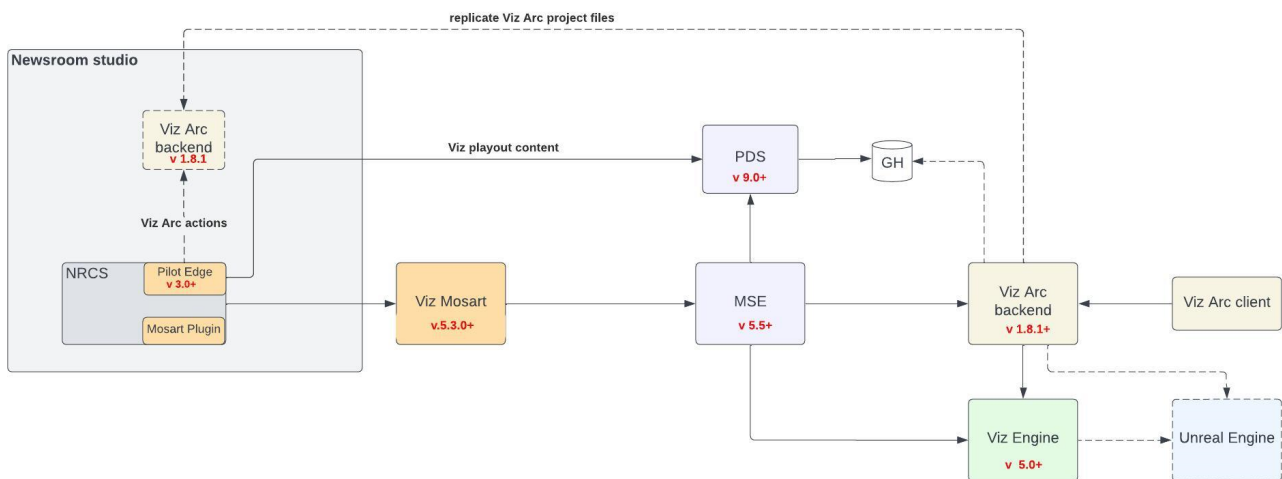 replicate Viz Arc project files
Newsroom studio
Viz Arc
backend
v 1.8.1
Viz Arc actions
Viz playout content
PDS
v 9.0+
GH
NRCS
Pilot Edge
v 3.0+
Mosart Plugin
Viz Mosart
v.5.3.0+
MSE
v 5.5+
Viz Arc
backend
v 1.8.1+
Viz Arc client
Viz Engine
v 5.0+
Unreal Engine